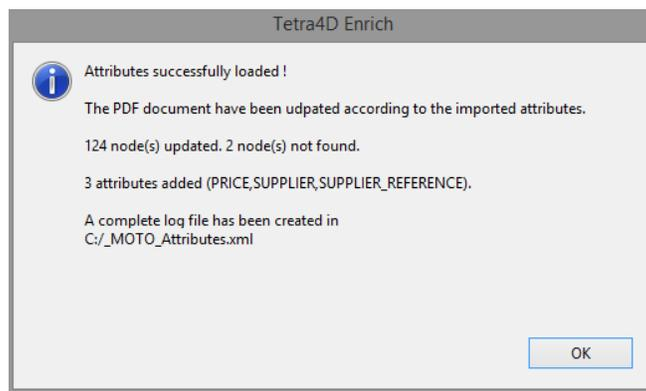 Tetra4D Enrich
Attributes successfully loaded !
The PDF document have been udpated according to the imported attributes.
124 node(s) updated. 2 node(s) not found.
3 attributes added (PRICE,SUPPLIER,SUPPLIER_REFERENCE).
A complete log file has been created in
C:/_MOTO_Attributes.xml
OK